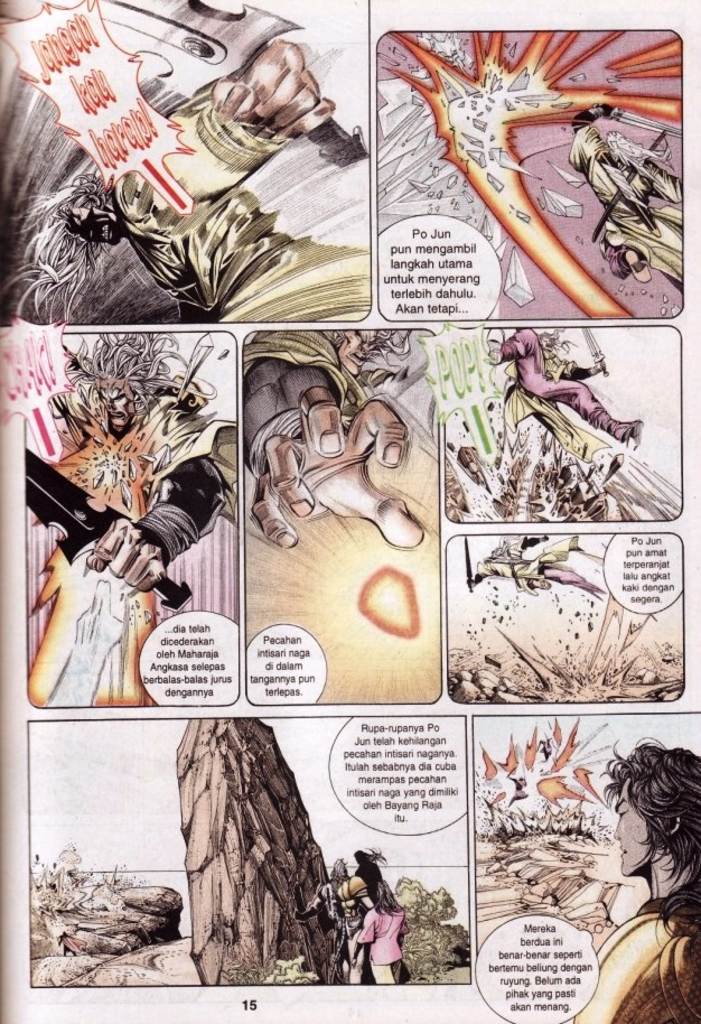 Jangan
kau
harap!
Po Jun
pun mengambil
langkah utama
untuk menyerang
terlebih dahulu.
Akan tetapi...
...dia telah
dicederakan
oleh Maharaja
Angkasa selepas
berbalas-balas jurus
dengannya
Pecahan
intisari naga
di dalam
tangannya pun
terlepas.
POP!
Po Jun
pun amat
terperanjat
lalu angkat
kaki dengan
segera.
Rupa-rupanya Po
Jun telah kehilangan
pecahan intisari naganya.
Itulah sebabnya dia cuba
merampas pecahan
intisari naga yang dimiliki
oleh Bayang Raja
itu.
Mereka
berdua ini
benar-benar seperti
bertemu beliung dengan
ruyung. Belum ada
pihak yang pasti
akan menang.
15